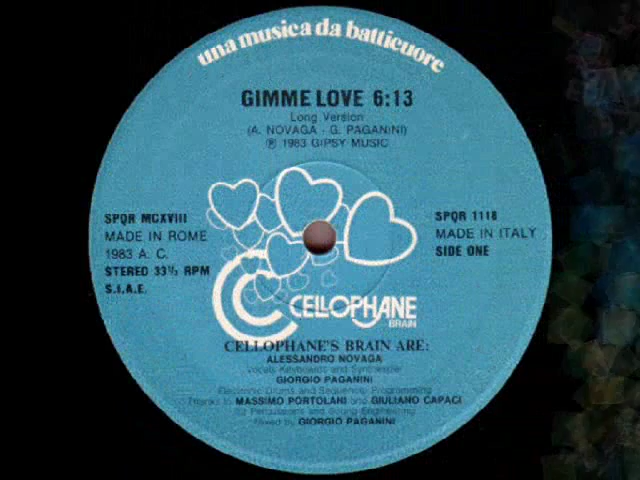 una musica da batticuore
GIMME LOVE 6:13
Long Version
(A. NOVAGA - G. PAGANINI)
℗ 1983 GIPSY MUSIC
SPQR MCXVIII
MADE IN ROME
1983 A. C.
STEREO 33⅓ RPM
S.I.A.E.
SPQR 1118
MADE IN ITALY
SIDE ONE
CELLOPHANE
BRAIN
CELLOPHANE'S BRAIN ARE:
ALESSANDRO NOVAGA
Vocals Keyboards and Synthesizer
GIORGIO PAGANINI
Electronic Drums and Sequencer Programming
Thanks to MASSIMO PORTOLANI and GIULIANO CAPACI
Percussions and Sound Engineering
Mixed by GIORGIO PAGANINI